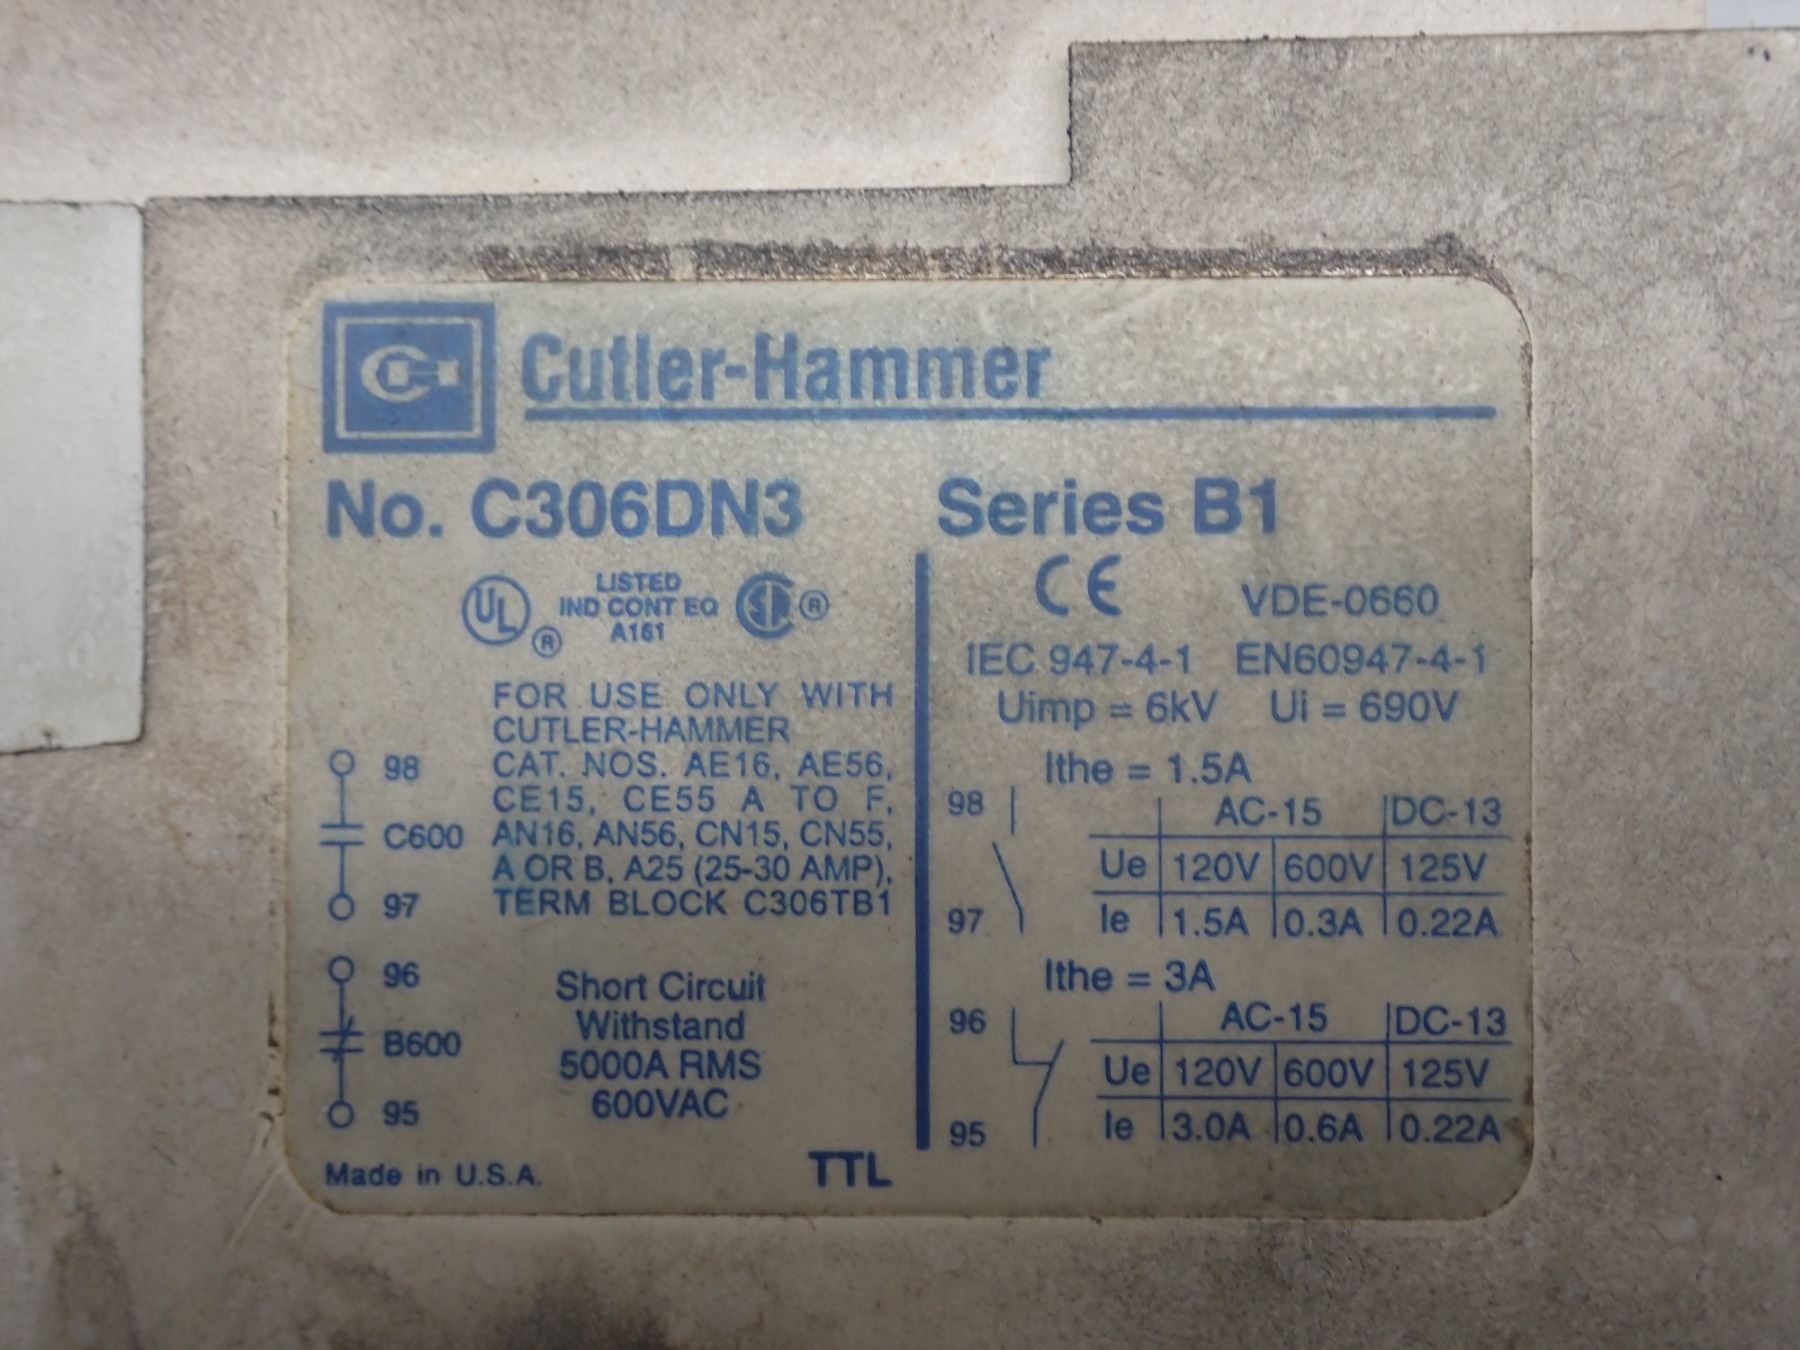 Cutler-Hammer
No. C306DN3
Series B1
UL ®
LISTED
IND CONT EQ
A161
SP ®
FOR USE ONLY WITH
CUTLER-HAMMER
CAT. NOS. AE16, AE56,
CE15, CE55 A TO F,
AN16, AN56, CN15, CN55,
A OR B, A25 (25-30 AMP),
TERM BLOCK C306TB1
98
C600
97
96
B600
95
Short Circuit
Withstand
5000A RMS
600VAC
Made in U.S.A.
TTL
CE VDE-0660
IEC 947-4-1 EN60947-4-1
Uimp = 6kV Ui = 690V
Ithe = 1.5A
98
AC-15 DC-13
Ue 120V 600V 125V
97
Ie 1.5A 0.3A 0.22A
Ithe = 3A
96
AC-15 DC-13
Ue 120V 600V 125V
95
Ie 3.0A 0.6A 0.22A